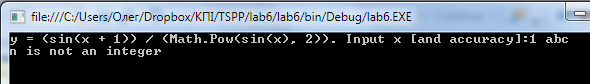 file:///C:/Users/Олег/Dropbox/КПІ/TSPP/lab6/lab6/bin/Debug/lab6.EXE
y = (sin(x + 1)) / (Math.Pow(sin(x), 2)). Input x [and accuracy]:1 abc
n is not an integer